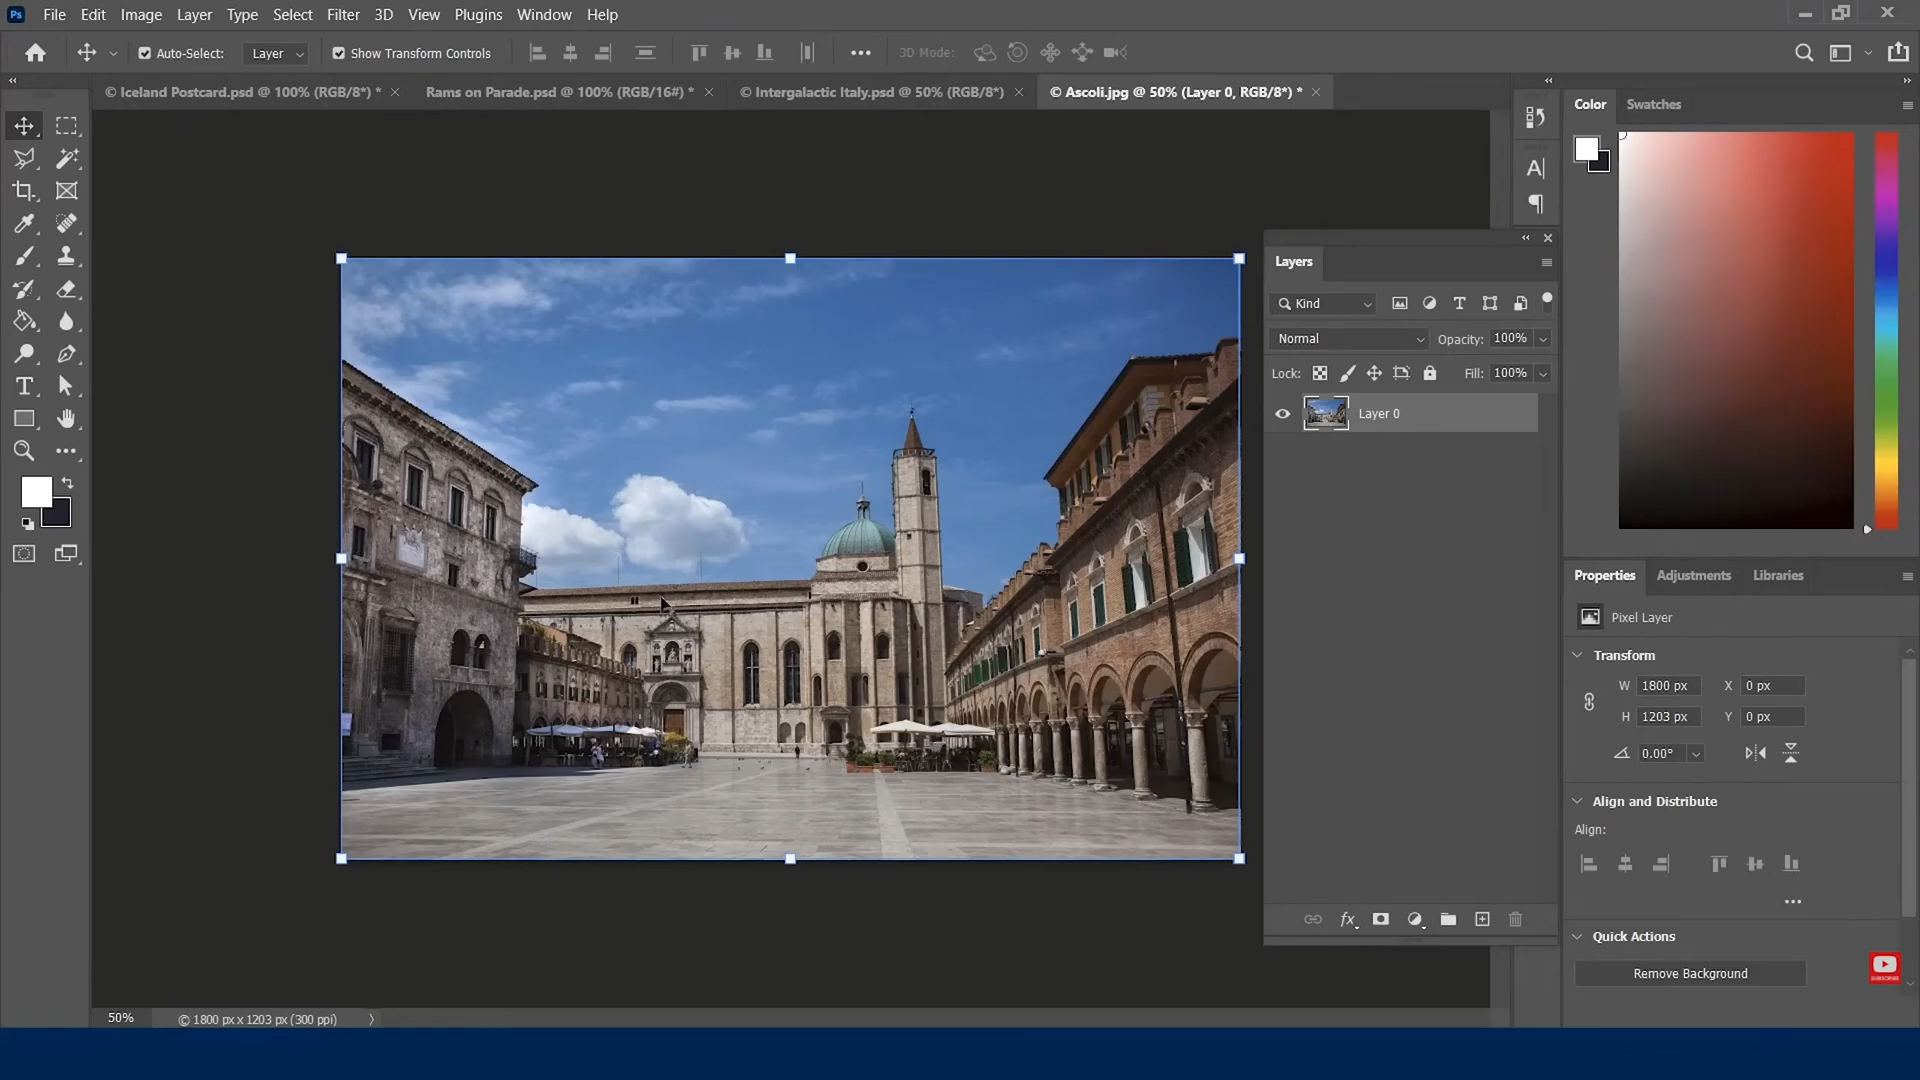 Ps File Edit Image Layer Type Select Filter 3D View Plugins Window Help
Auto-Select: Layer Show Transform Controls 3D Mode:
© Iceland Postcard.psd @ 100% (RGB/8*) * Rams on Parade.psd @ 100% (RGB/16#) * © Intergalactic Italy.psd @ 50% (RGB/8*) © Ascoli.jpg @ 50% (Layer 0, RGB/8*) *
Color Swatches
Layers
Kind
Normal Opacity: 100%
Lock: Fill: 100%
Layer 0
fx
Properties Adjustments Libraries
Pixel Layer
Transform
W 1800 px X 0 px
H 1203 px Y 0 px
0.00°
Align and Distribute
Align:
Quick Actions
Remove Background
SUBSCRIBE
50% © 1800 px x 1203 px (300 ppi)